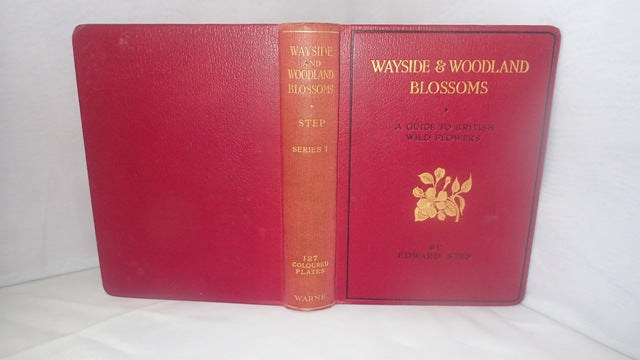 WAYSIDE
AND
WOODLAND
BLOSSOMS
STEP
SERIES 1
127
COLOURED
PLATES
WARNE
WAYSIDE & WOODLAND
BLOSSOMS
A GUIDE TO BRITISH
WILD FLOWERS
BY
EDWARD STEP